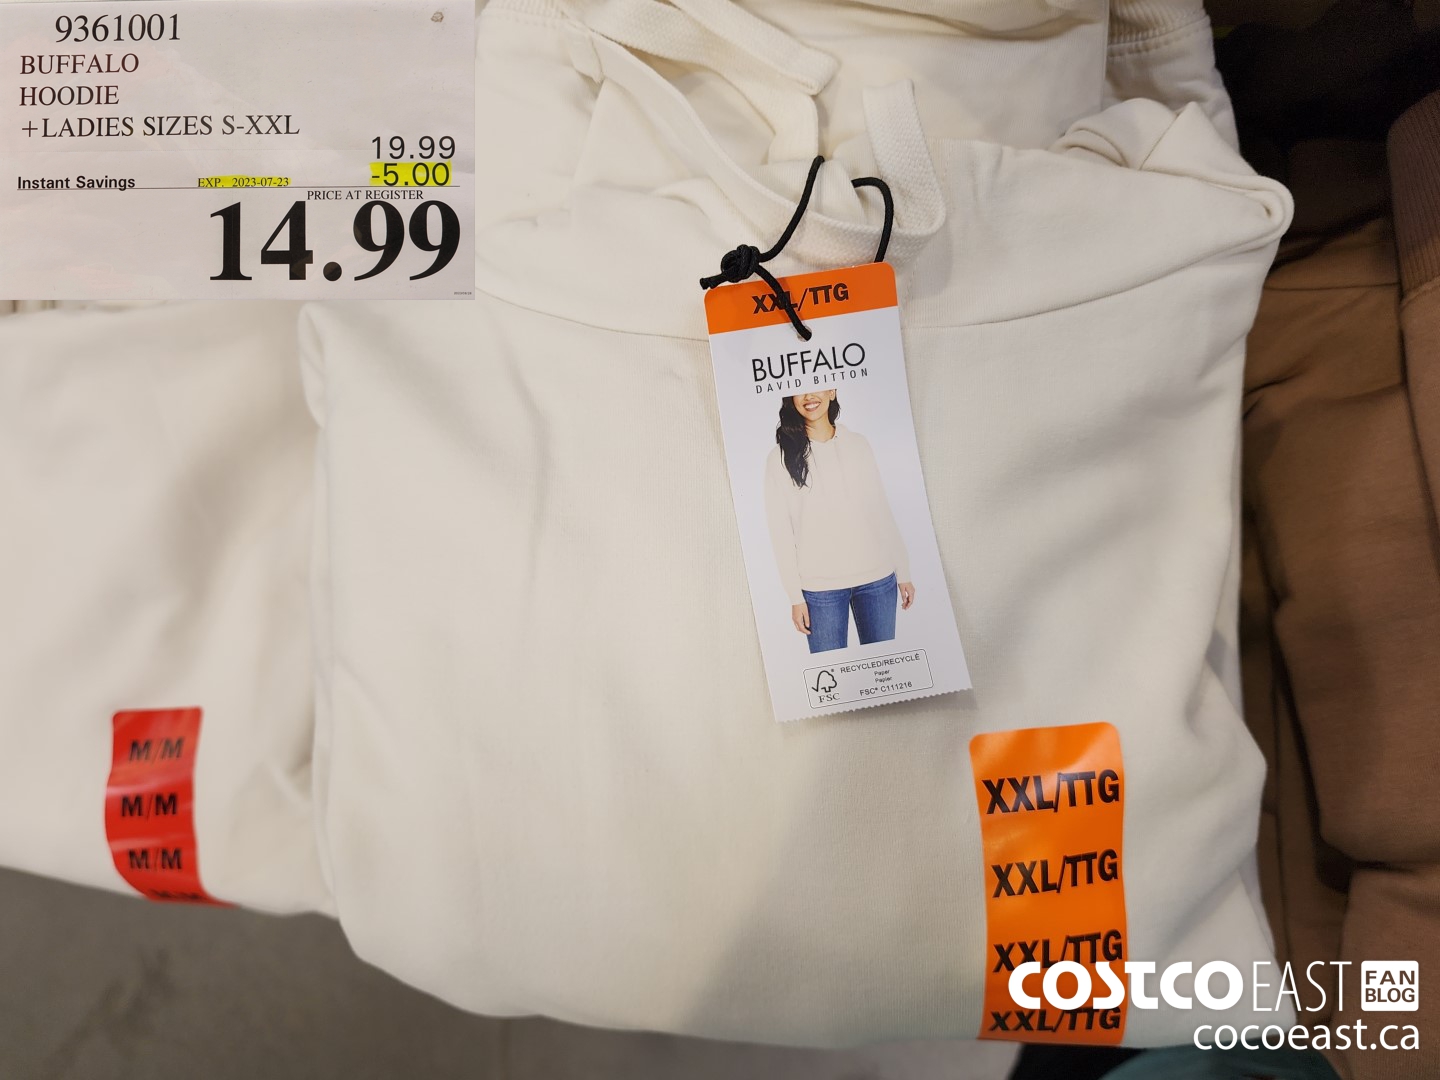 9361001
BUFFALO
HOODIE
+LADIES SIZES S-XXL
19.99
Instant Savings EXP. 2023-07-23 -5.00
PRICE AT REGISTER
14.99
XXL/TTG
BUFFALO
DAVID BITTON
RECYCLED/RECYCLÉ
Paper
Papier
FSC® C111216
FSC
M/M
M/M
M/M
M/M
XXL/TTG
XXL/TTG
XXL/TTG
XXL/TTG
COSTCO EAST FAN BLOG
cocoeast.ca